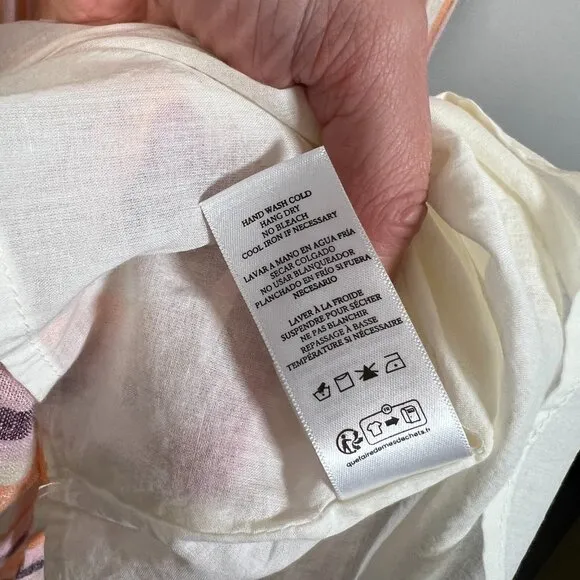 HAND WASH COLD
HANG DRY
NO BLEACH
COOL IRON IF NECESSARY
LAVAR A MANO EN AGUA FRÍA
SECAR COLGADO
NO USAR BLANQUEADOR
PLANCHADO EN FRÍO SI FUERA
NECESARIO
LAVER À LA FROIDE
SUSPENDRE POUR SÉCHER
NE PAS BLANCHIR
REPASSAGE À BASSE
TEMPÉRATURE SI NÉCESSAIRE
FR
quefairedemesdechets.fr